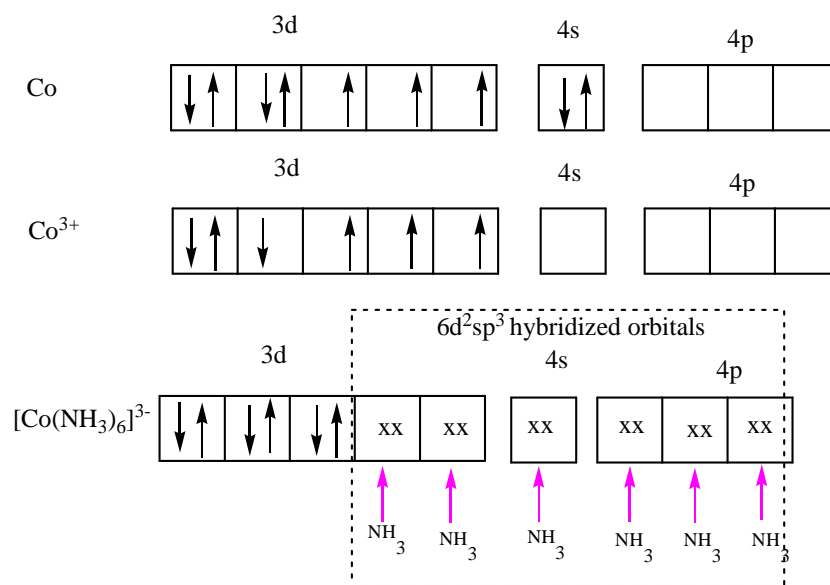 3d 4s 4p
Co
3d 4s 4p
Co³⁺
6d²sp³ hybridized orbitals
3d 4s 4p
[Co(NH₃)₆]³⁻ xx xx xx xx xx xx
NH₃ NH₃ NH₃ NH₃ NH₃ NH₃